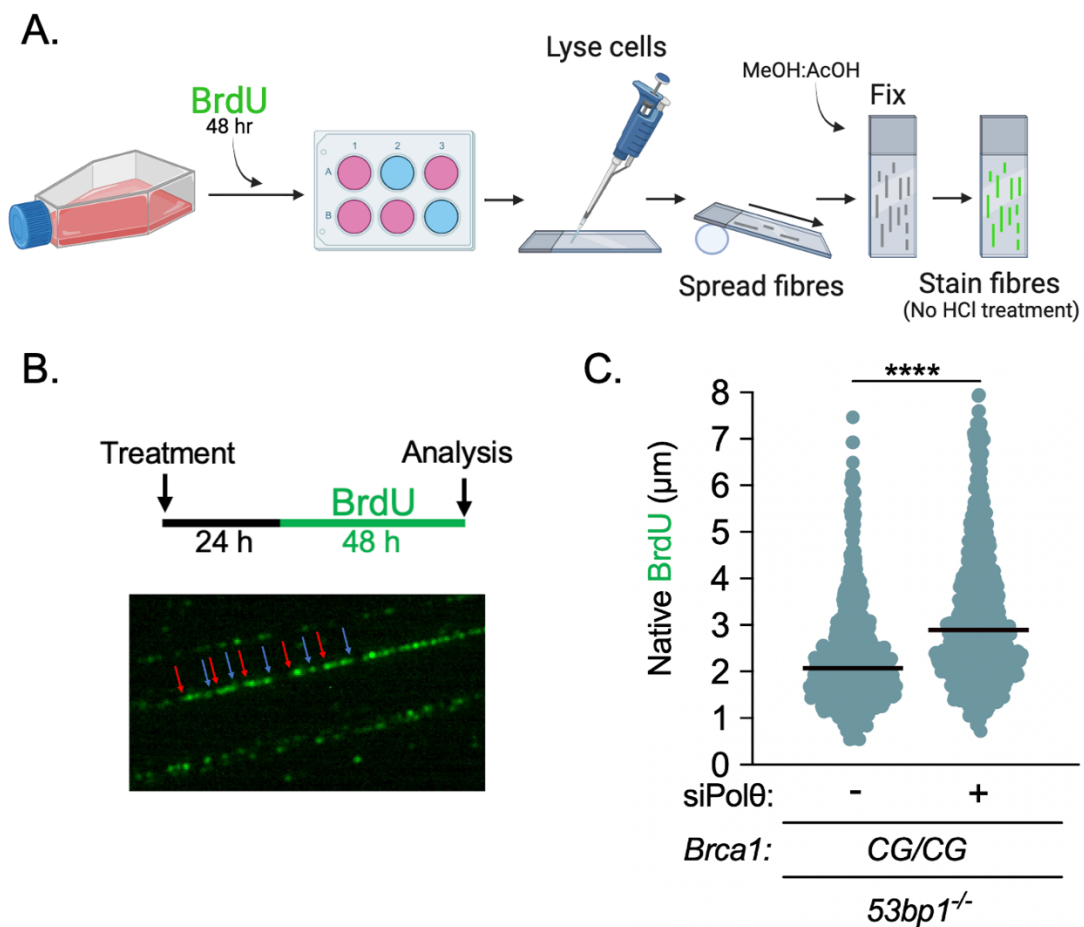 A.
BrdU
48 hr
1 2 3
A
B
Lyse cells
Spread fibres
MeOH:AcOH
Fix
Stain fibres
(No HCl treatment)
B.
Treatment
Analysis
BrdU
24 h
48 h
C.
****
Native BrdU (μm)
8
7
6
5
4
3
2
1
0
siPolθ: - +
Brca1: CG/CG
53bp1-/-